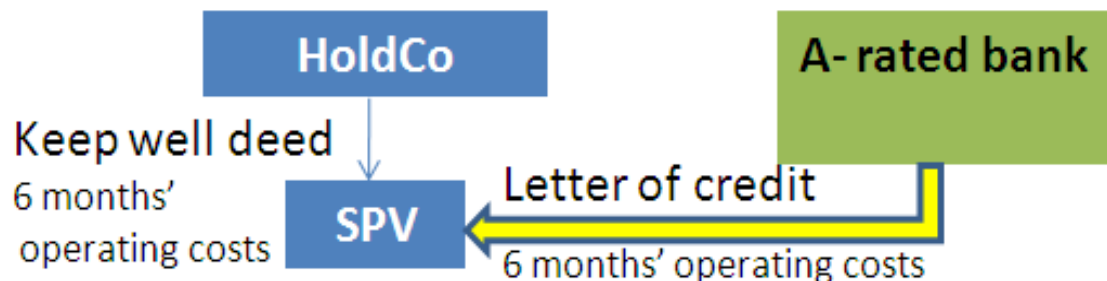 HoldCo
A- rated bank
Keep well deed
6 months’
operating costs
SPV
Letter of credit
6 months’ operating costs